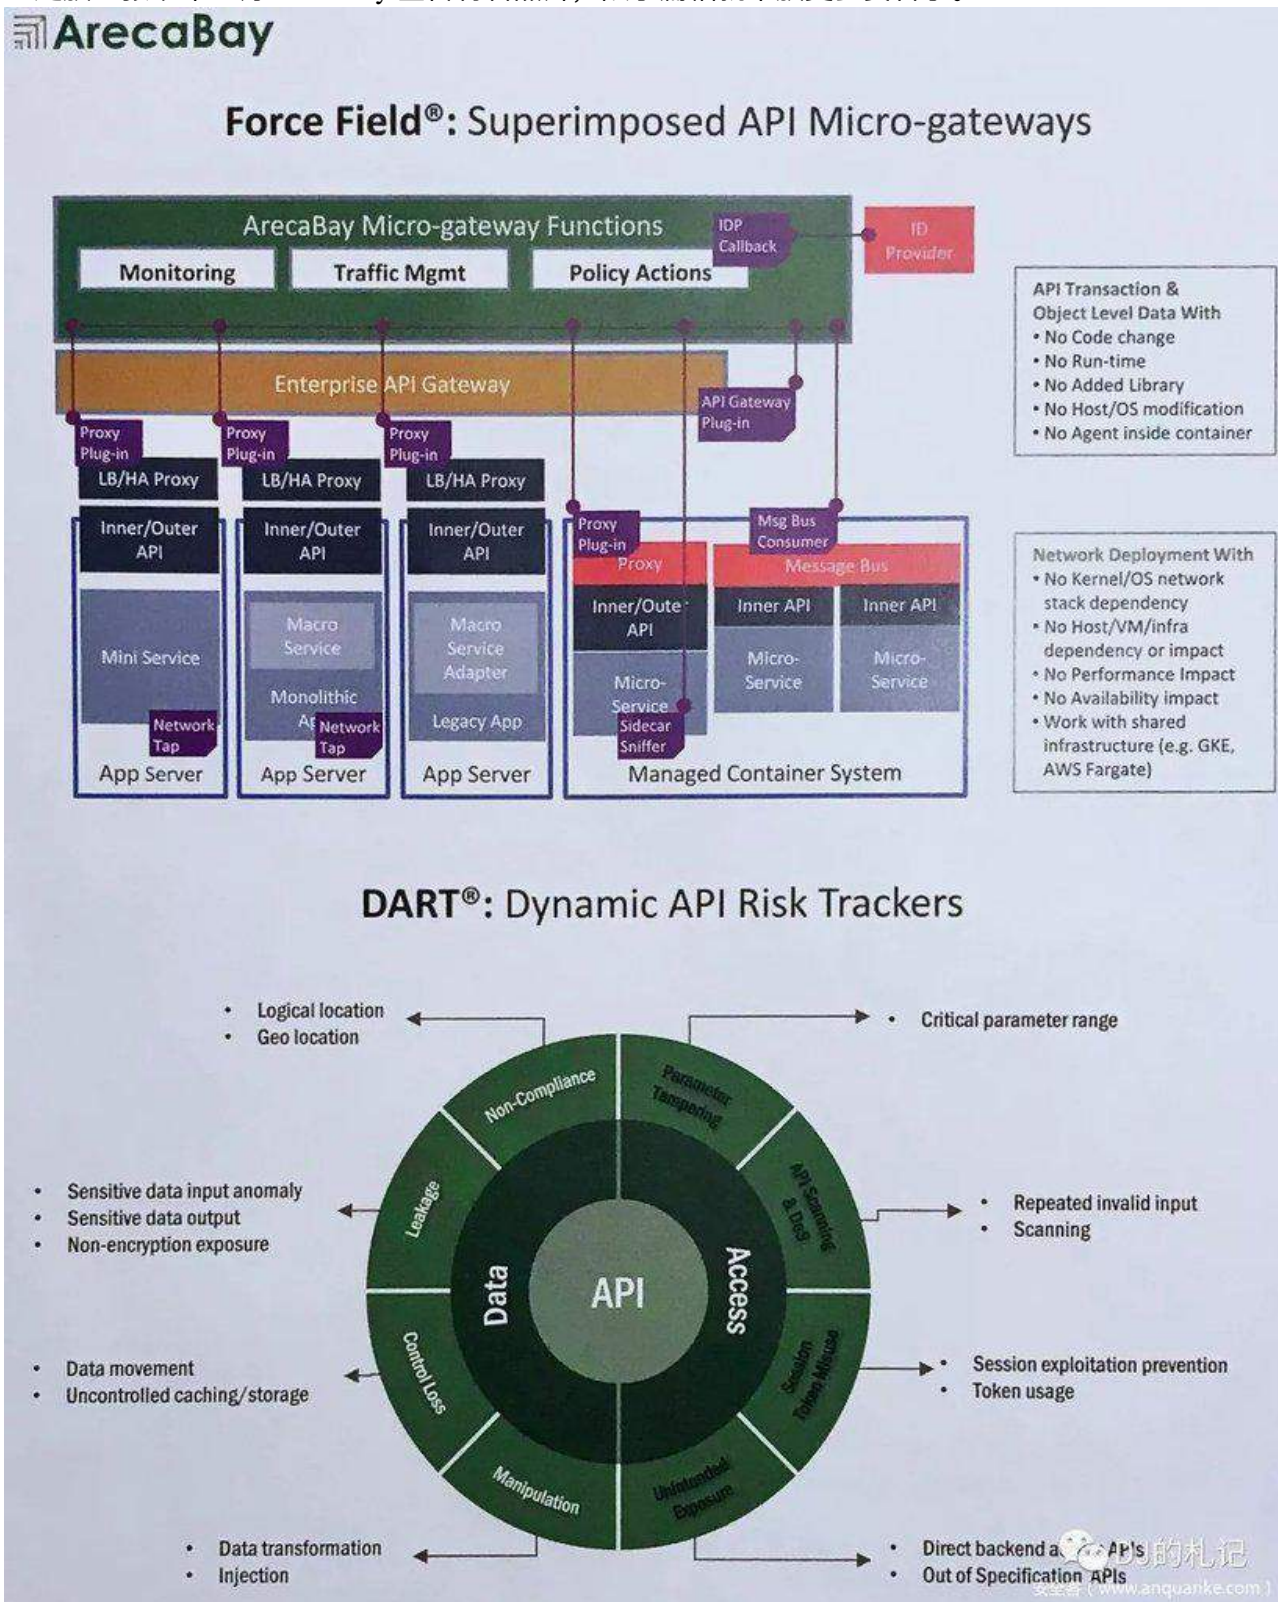 ArecaBay
Force Field®: Superimposed API Micro-gateways
ArecaBay Micro-gateway Functions
Monitoring
Traffic Mgmt
Policy Actions
IDP
Callback
ID
Provider
Enterprise API Gateway
API Gateway
Plug-in
Proxy
Plug-in
Proxy
Plug-in
Proxy
Plug-in
LB/HA Proxy
LB/HA Proxy
LB/HA Proxy
Inner/Outer
API
Inner/Outer
API
Inner/Outer
API
Mini Service
Macro
Service
Monolithic
Macro
Service
Adapter
Legacy App
Network
Tap
Network
Tap
App Server
App Server
App Server
Proxy
Plug-in
Proxy
Msg Bus
Consumer
Message Bus
Inner/Oute
API
Inner API
Inner API
Micro-
Service
Micro-
Service
Micro-
Service
Sidecar
Sniffer
Managed Container System
API Transaction &
Object Level Data With
• No Code change
• No Run-time
• No Added Library
• No Host/OS modification
• No Agent inside container
Network Deployment With
• No Kernel/OS network
stack dependency
• No Host/VM/infra
dependency or impact
• No Performance Impact
• No Availability impact
• Work with shared
infrastructure (e.g. GKE,
AWS Fargate)
DART®: Dynamic API Risk Trackers
• Logical location
• Geo location
• Critical parameter range
Non-Compliance
Parameter
Tampering
• Sensitive data input anomaly
• Sensitive data output
• Non-encryption exposure
Leakage
API Scanning
& DoS
• Repeated invalid input
• Scanning
Data
API
Access
• Data movement
• Uncontrolled caching/storage
Control Loss
Session
Token Misuse
• Session exploitation prevention
• Token usage
Manipulation
Unintended
Exposure
• Data transformation
• Injection
• Direct backend APIs
• Out of Specification APIs
DJ的札记
安全客 ( www.anquanke.com )